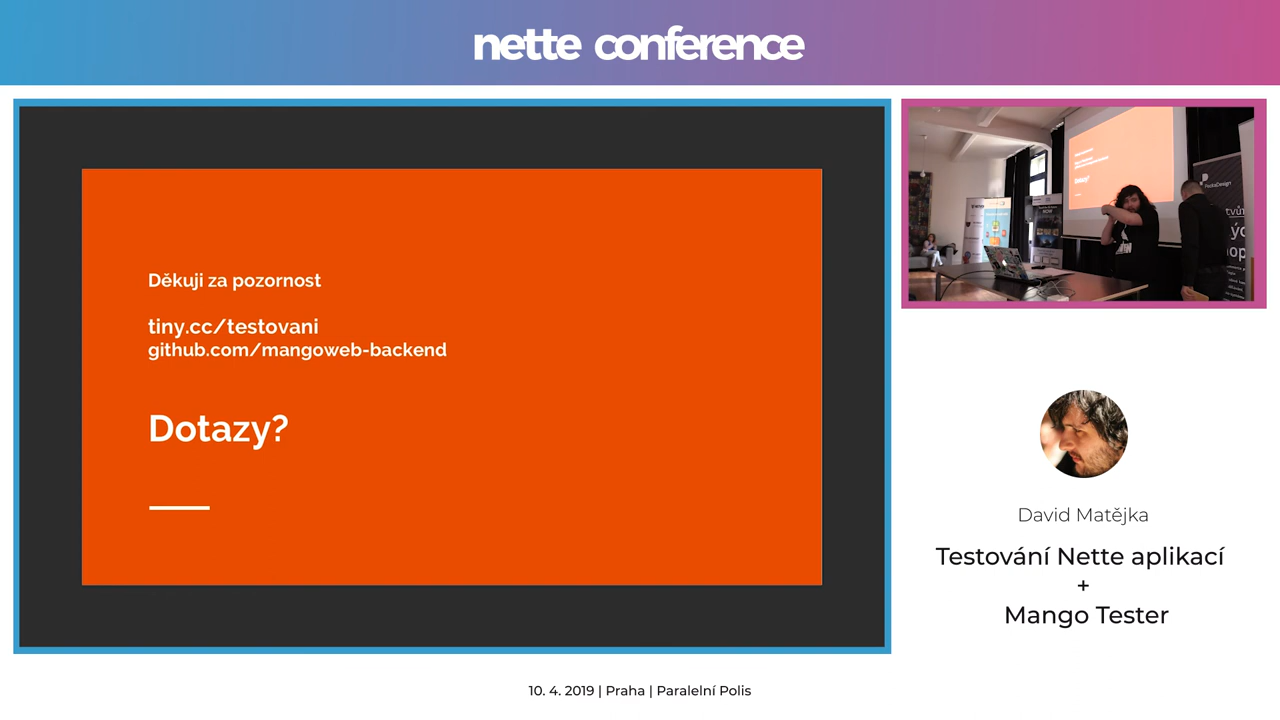 nette conference
Děkuji za pozornost
tiny.cc/testovani
github.com/mangoweb-backend
Dotazy?
David Matějka
Testování Nette aplikací
+
Mango Tester
10. 4. 2019 | Praha | Paralelní Polis